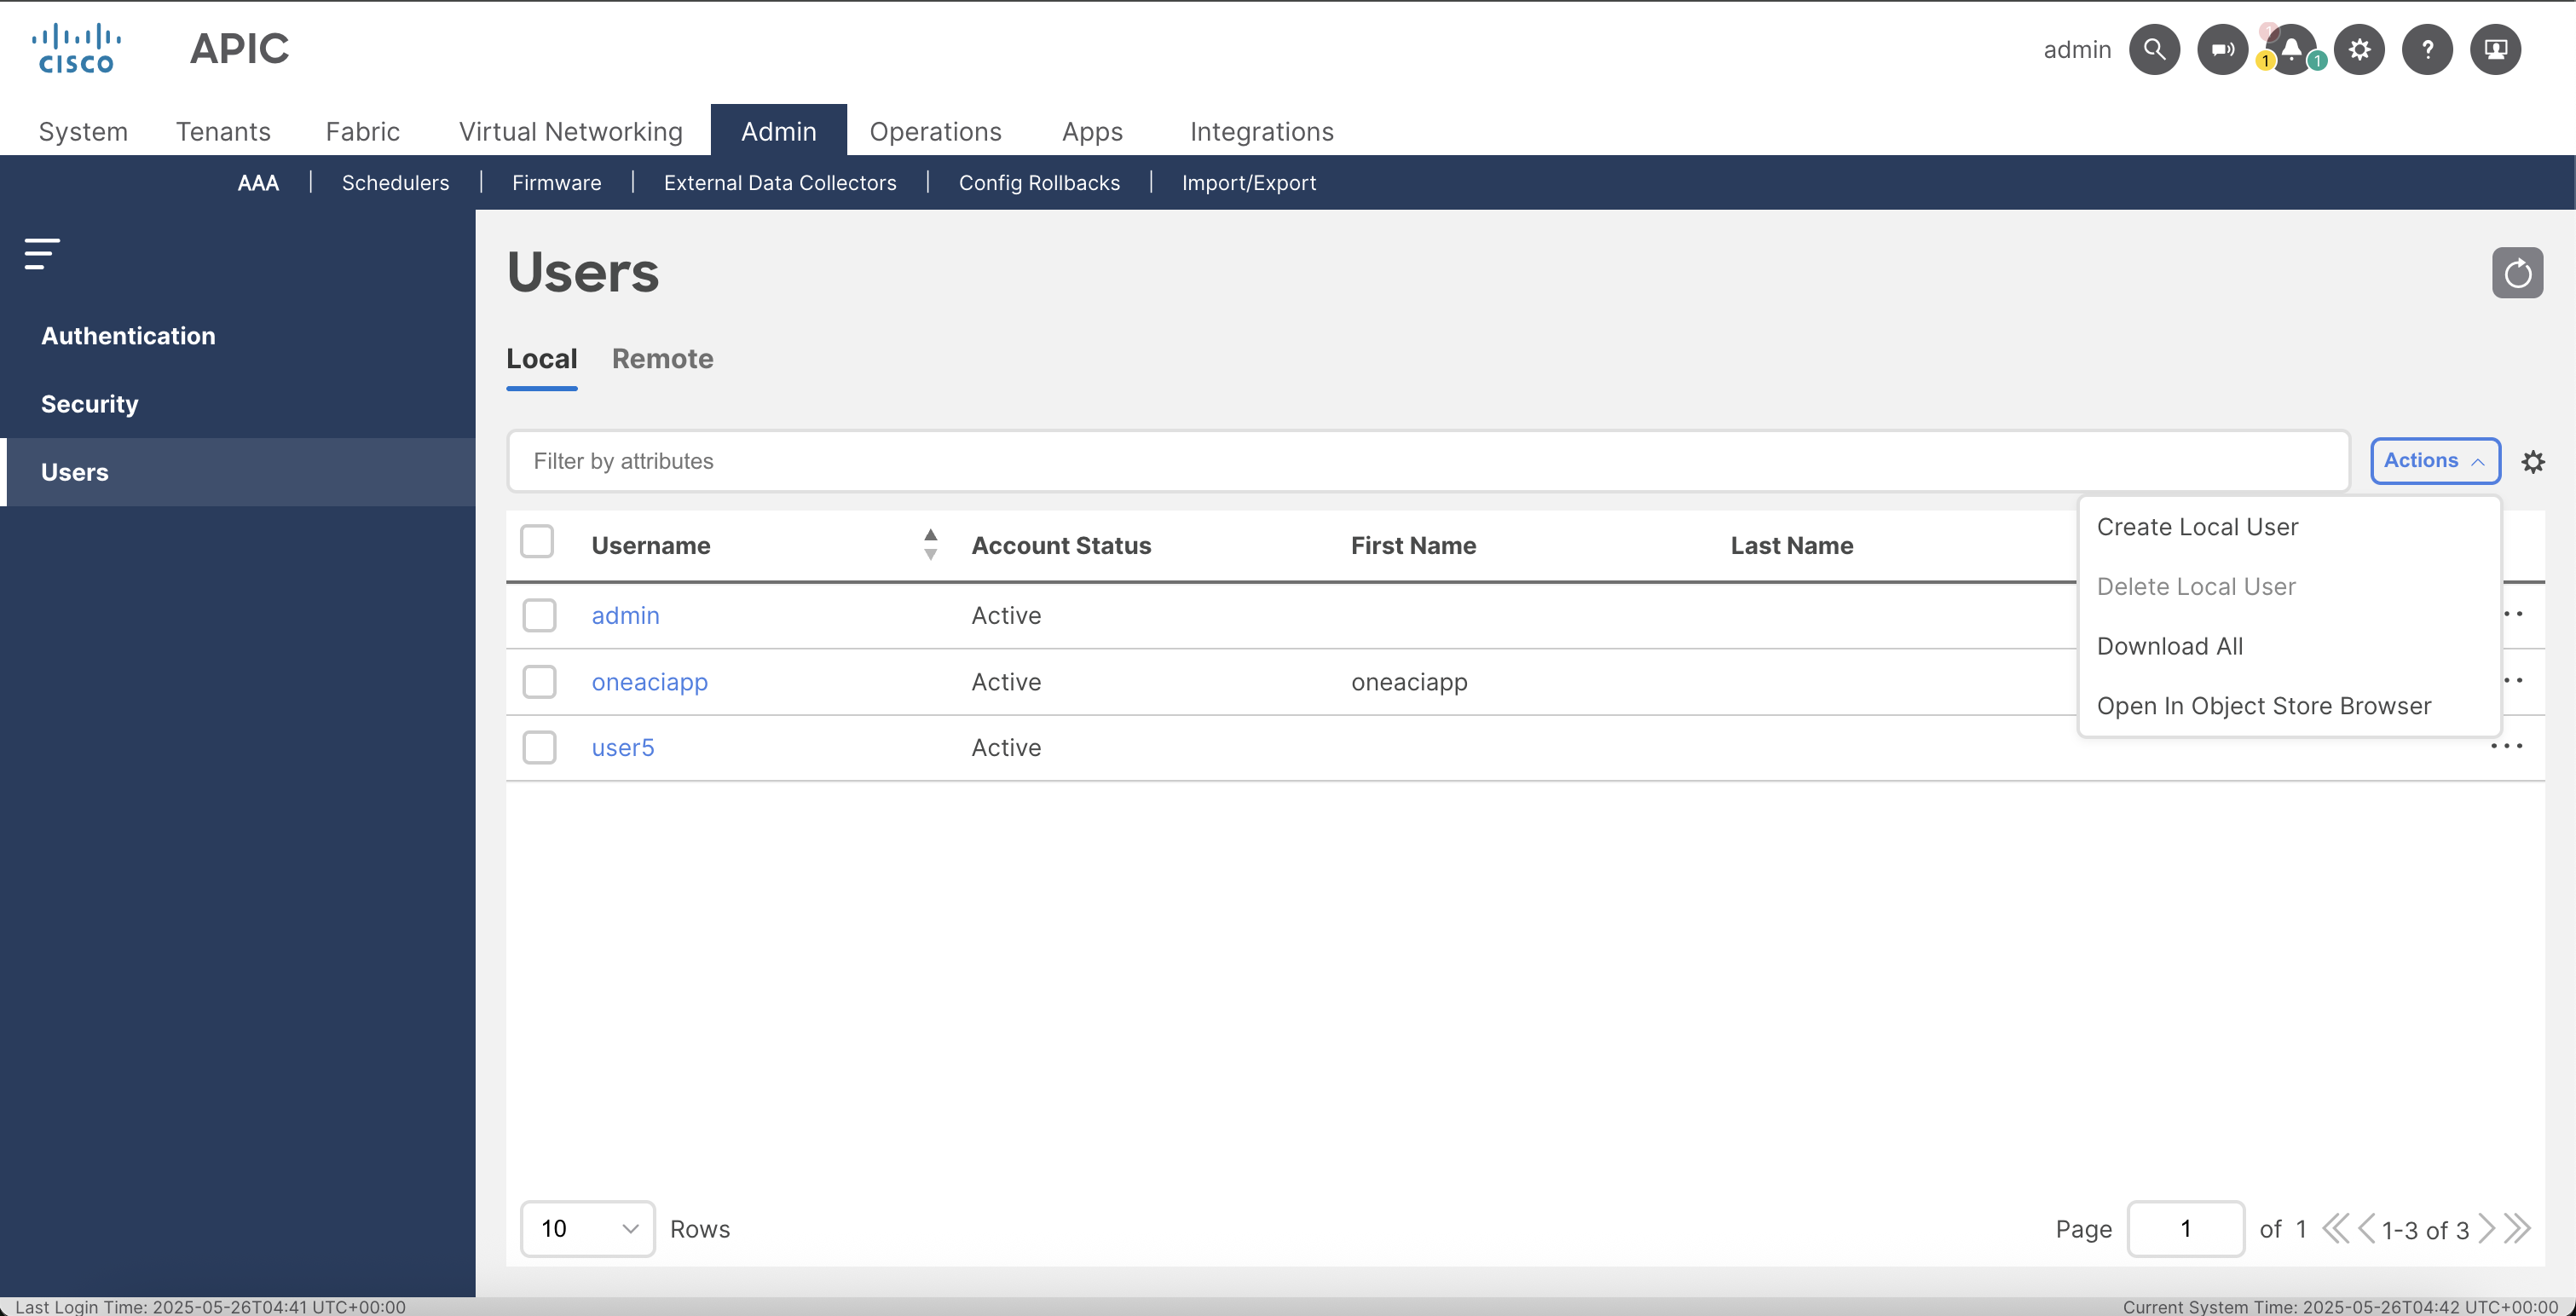 CISCO
APIC
admin
1
1
1
System Tenants Fabric Virtual Networking Admin Operations Apps Integrations
AAA | Schedulers | Firmware | External Data Collectors | Config Rollbacks | Import/Export
Authentication
Security
Users
Users
Local Remote
Filter by attributes
Actions
Create Local User
Delete Local User
Download All
Open In Object Store Browser
Username Account Status First Name Last Name
admin Active
oneaciapp Active oneaciapp
user5 Active
10 Rows
Page 1 of 1 1-3 of 3
Last Login Time: 2025-05-26T04:41 UTC+00:00
Current System Time: 2025-05-26T04:42 UTC+00:00